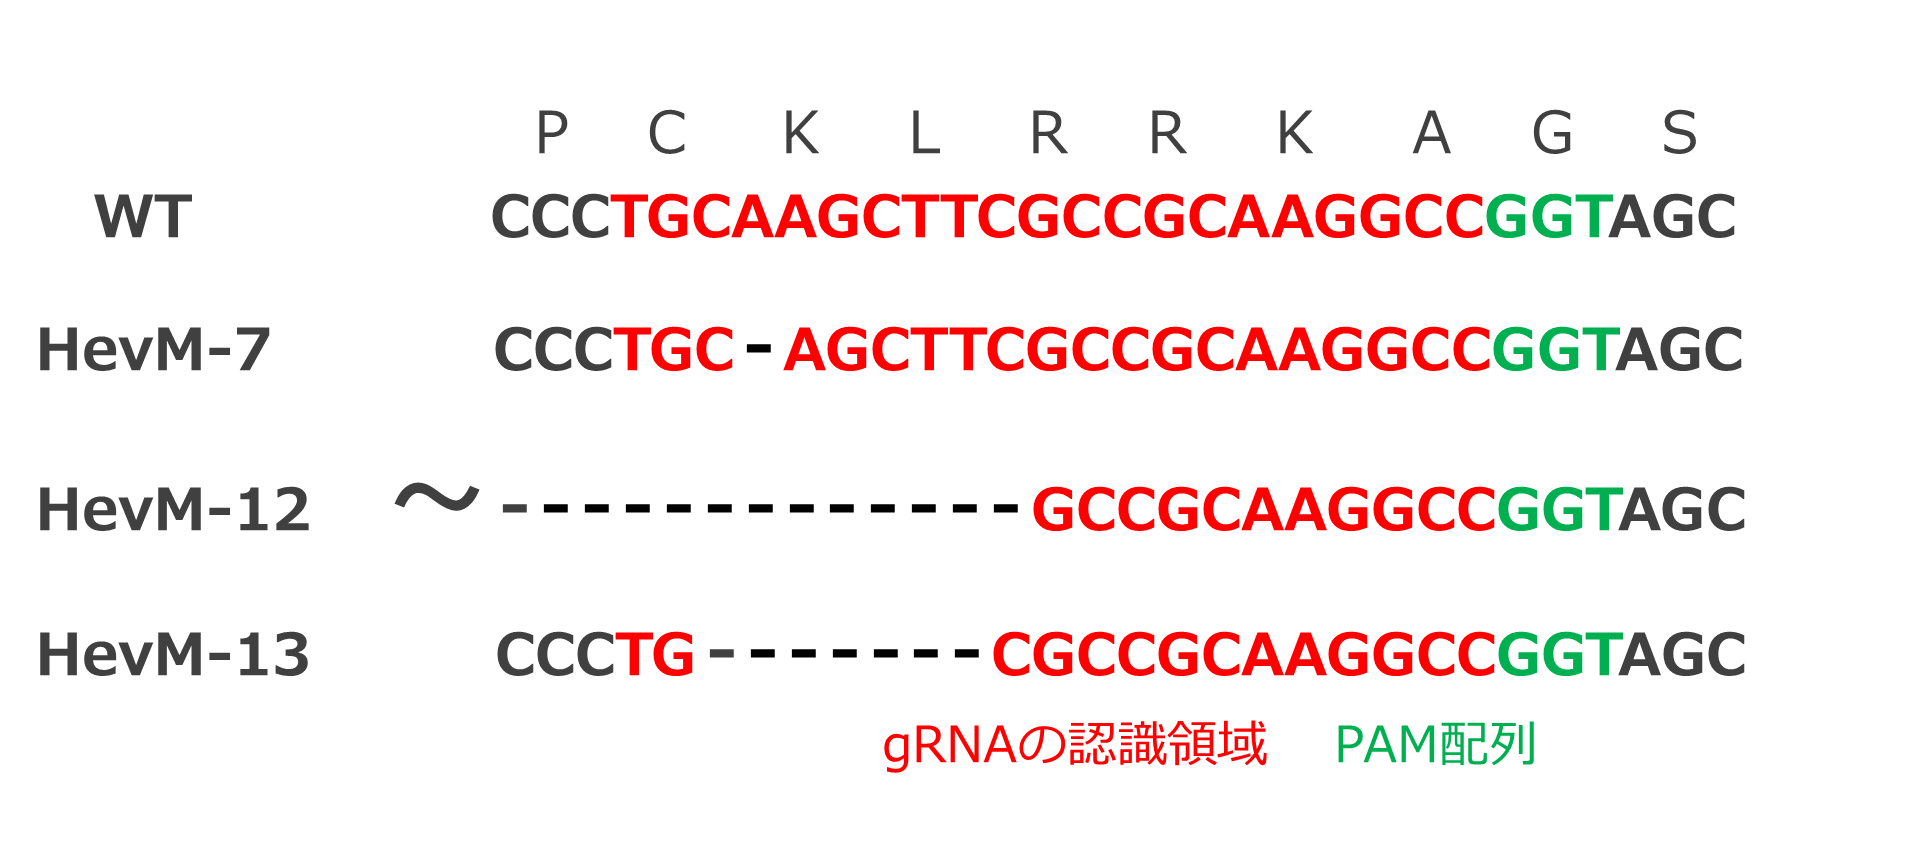 P C K L R R K A G S
WT CCCTGCAAGCTTCGCCGCAAGGCCGGTAGC
HevM-7 CCCTGC-AGCTTCGCCGCAAGGCCGGTAGC
HevM-12 ~-------------GCCGCAAGGCCGGTAGC
HevM-13 CCCTG-------CGCCGCAAGGCCGGTAGC
gRNAの認識領域 PAM配列